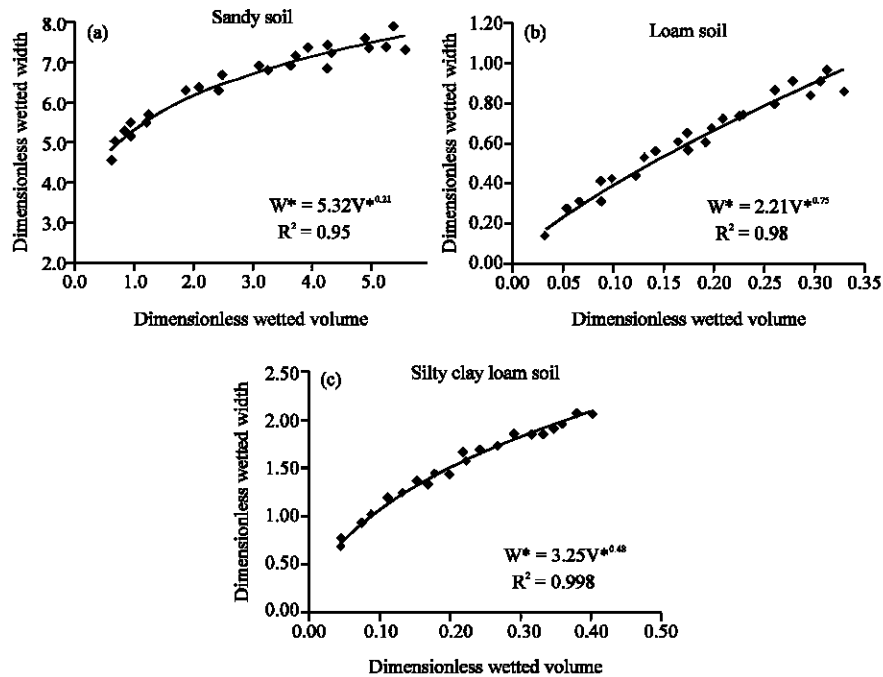 Sandy soil
(a)
8.0
7.0
6.0
5.0
4.0
3.0
2.0
Dimensionless wetted width
W* = 5.32V*^0.21
R² = 0.95
0.0 1.0 2.0 3.0 4.0 5.0
Dimensionless wetted volume
Loam soil
(b)
1.20
1.00
0.80
0.60
0.40
0.20
0.00
Dimensionless wetted width
W* = 2.21V*^0.75
R² = 0.98
0.00 0.05 0.10 0.15 0.20 0.25 0.30 0.35
Dimensionless wetted volume
Silty clay loam soil
(c)
2.50
2.00
1.50
1.00
0.50
0.00
Dimensionless wetted width
W* = 3.25V*^0.48
R² = 0.998
0.00 0.10 0.20 0.30 0.40 0.50
Dimensionless wetted volume